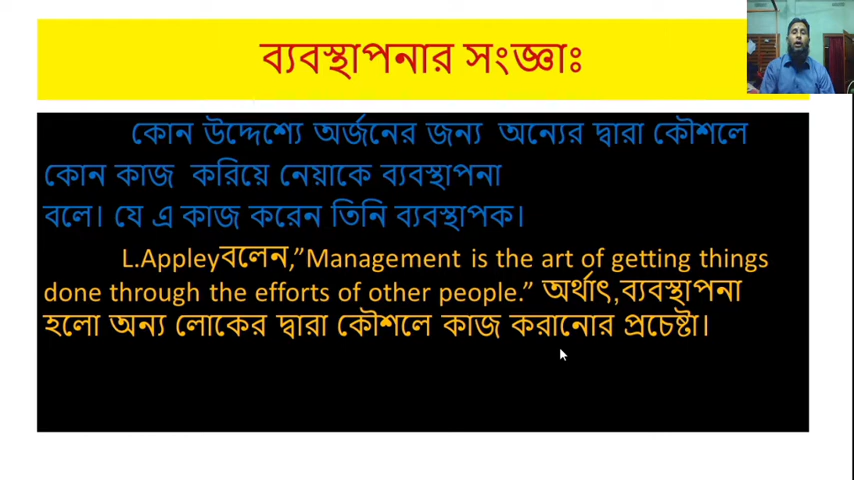 ব্যবস্থাপনার সংজ্ঞাঃ
কোন উদ্দেশ্যে অর্জনের জন্য অন্যের দ্বারা কৌশলে
কোন কাজ করিয়ে নেয়াকে ব্যবস্থাপনা
বলে। যে এ কাজ করেন তিনি ব্যবস্থাপক।
L.Appleyবলেন,”Management is the art of getting things
done through the efforts of other people.” অর্থাৎ,ব্যবস্থাপনা
হলো অন্য লোকের দ্বারা কৌশলে কাজ করানোর প্রচেষ্টা।